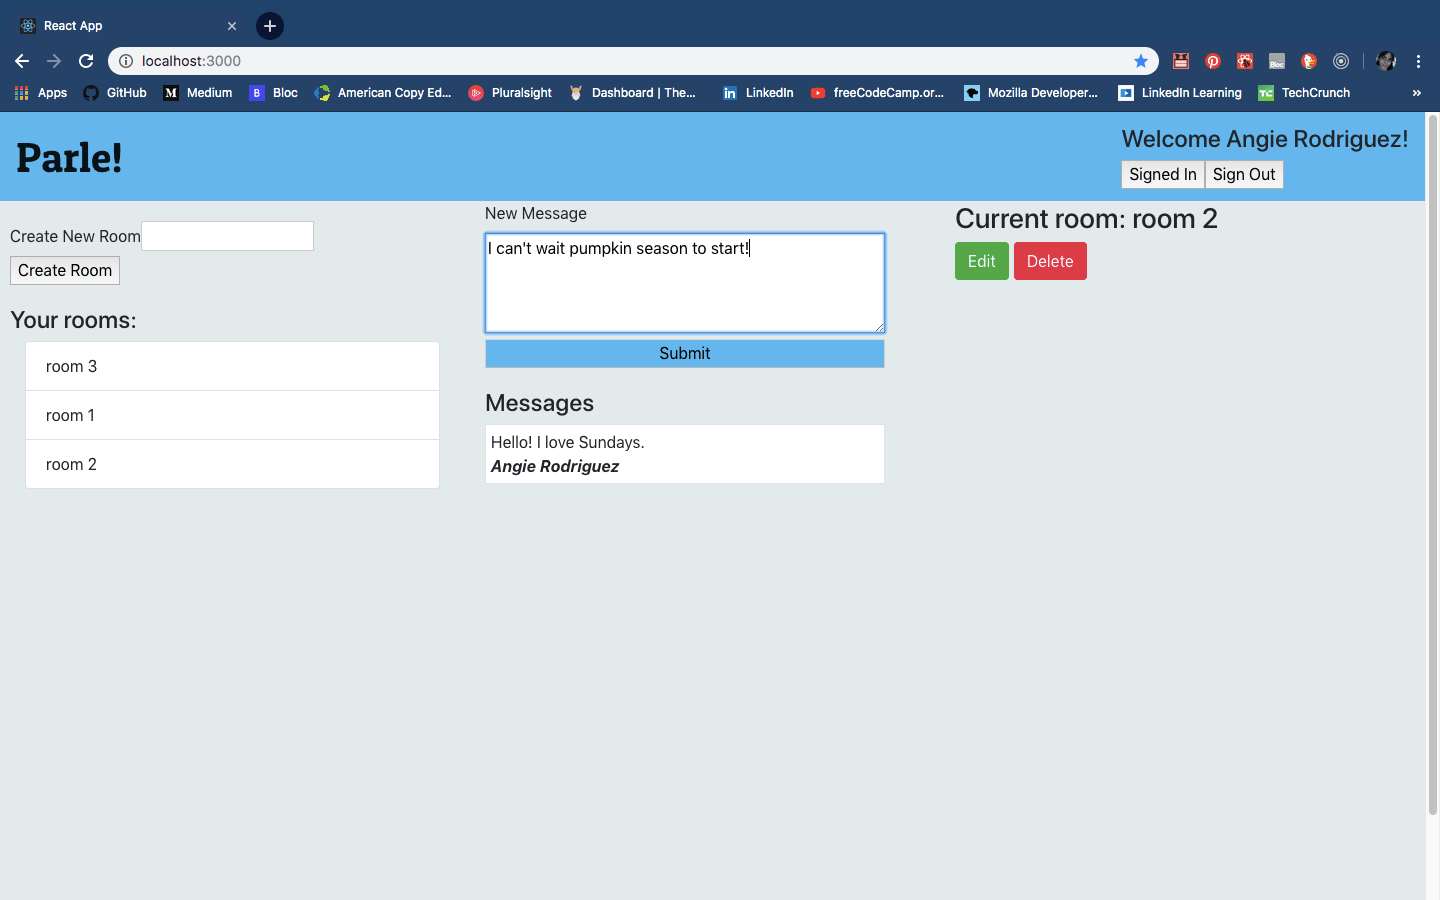 React App
localhost:3000
Apps GitHub Medium Bloc American Copy Ed... Pluralsight Dashboard | The... LinkedIn freeCodeCamp.or... Mozilla Developer... LinkedIn Learning TechCrunch »
Parle!
Welcome Angie Rodriguez!
Signed In Sign Out
Create New Room
Create Room
Your rooms:
room 3
room 1
room 2
New Message
I can't wait pumpkin season to start!
Submit
Messages
Hello! I love Sundays.
Angie Rodriguez
Current room: room 2
Edit Delete